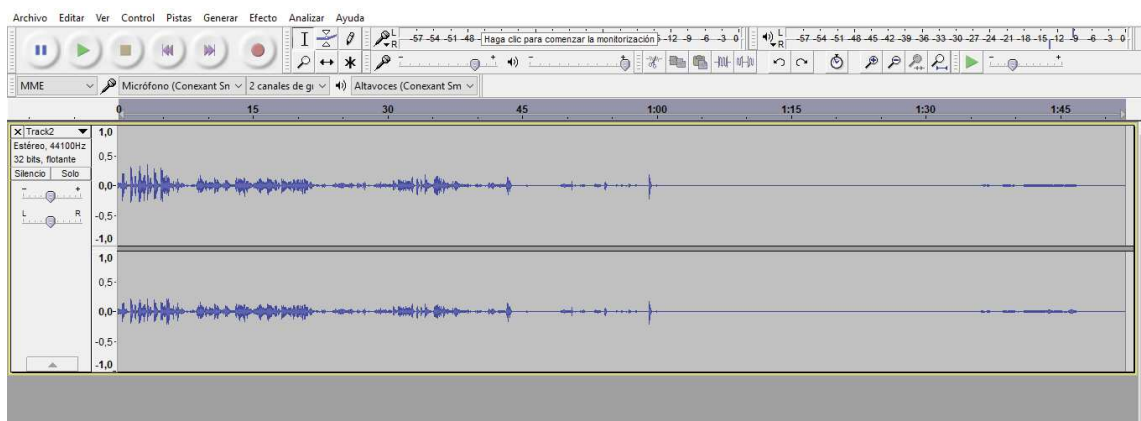 Archivo Editar Ver Control Pistas Generar Efecto Analizar Ayuda
L R -57 -54 -51 -48 Haga clic para comenzar la monitorización -12 -9 -6 -3 0 L R -57 -54 -51 -48 -45 -42 -39 -36 -33 -30 -27 -24 -21 -18 -15 -12 -9 -6 -3 0
MME Micrófono (Conexant Sn 2 canales de gr Altavoces (Conexant Sm
0 15 30 45 1:00 1:15 1:30 1:45
X Track2 1,0
Estéreo, 44100Hz
32 bits, flotante 0,5
Silencio Solo
- + 0,0
L R -0,5
-1,0
1,0
0,5
0,0
-0,5
-1,0